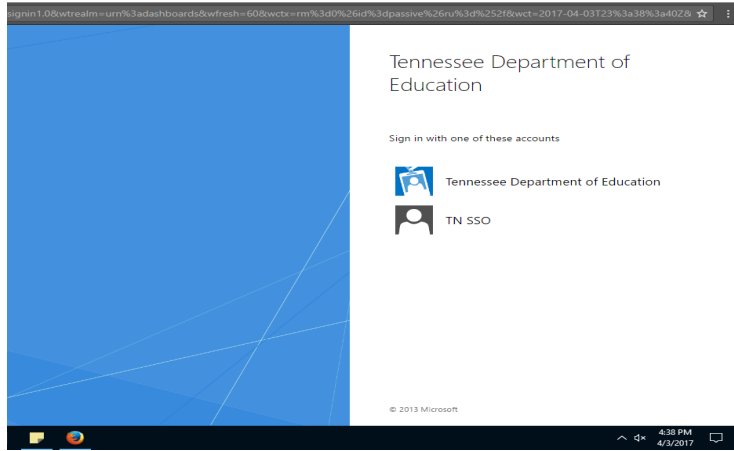 signin1.0&wtrealm=urn%3adashboards&wfresh=60&wctx=rm%3d0%26id%3dpassive%26ru%3d%252f&wct=2017-04-03T23%3a38%3a40Z&
Tennessee Department of
Education
Sign in with one of these accounts
Tennessee Department of Education
TN SSO
© 2013 Microsoft
4:38 PM
4/3/2017